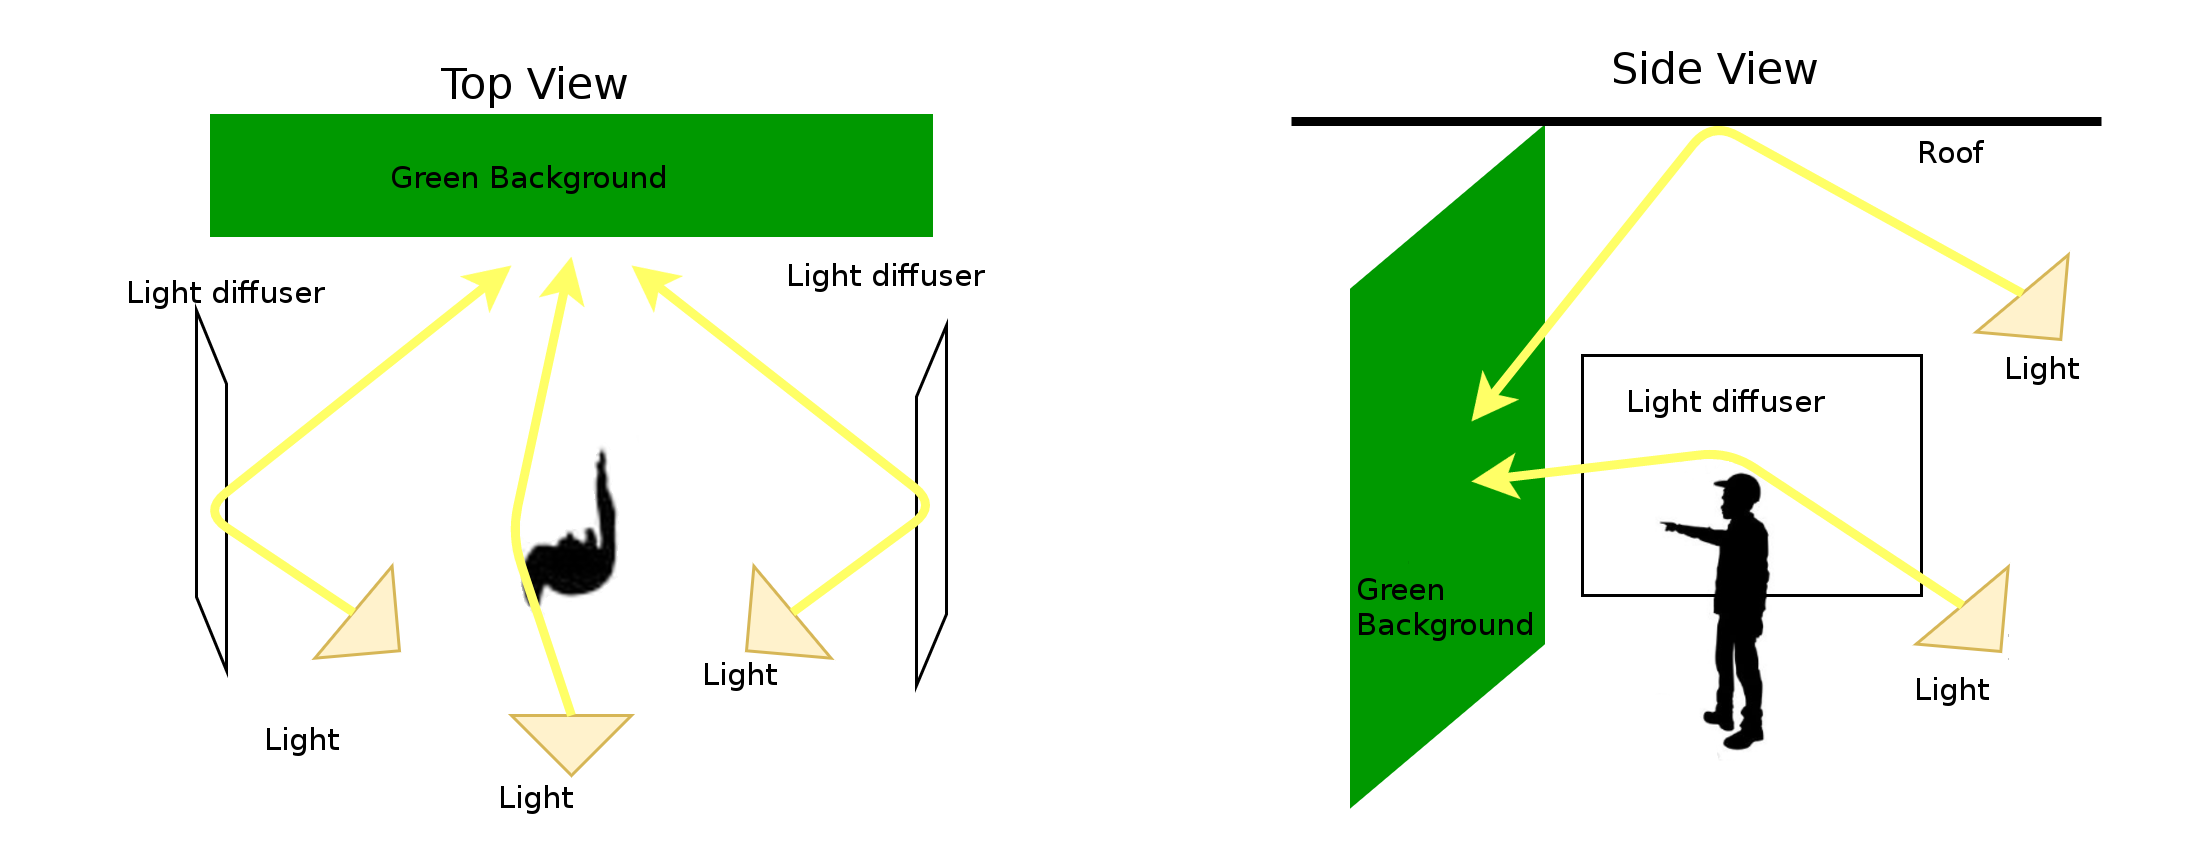 Top View
Green Background
Light diffuser
Light diffuser
Light
Light
Light
Side View
Roof
Light
Light diffuser
Green
Background
Light